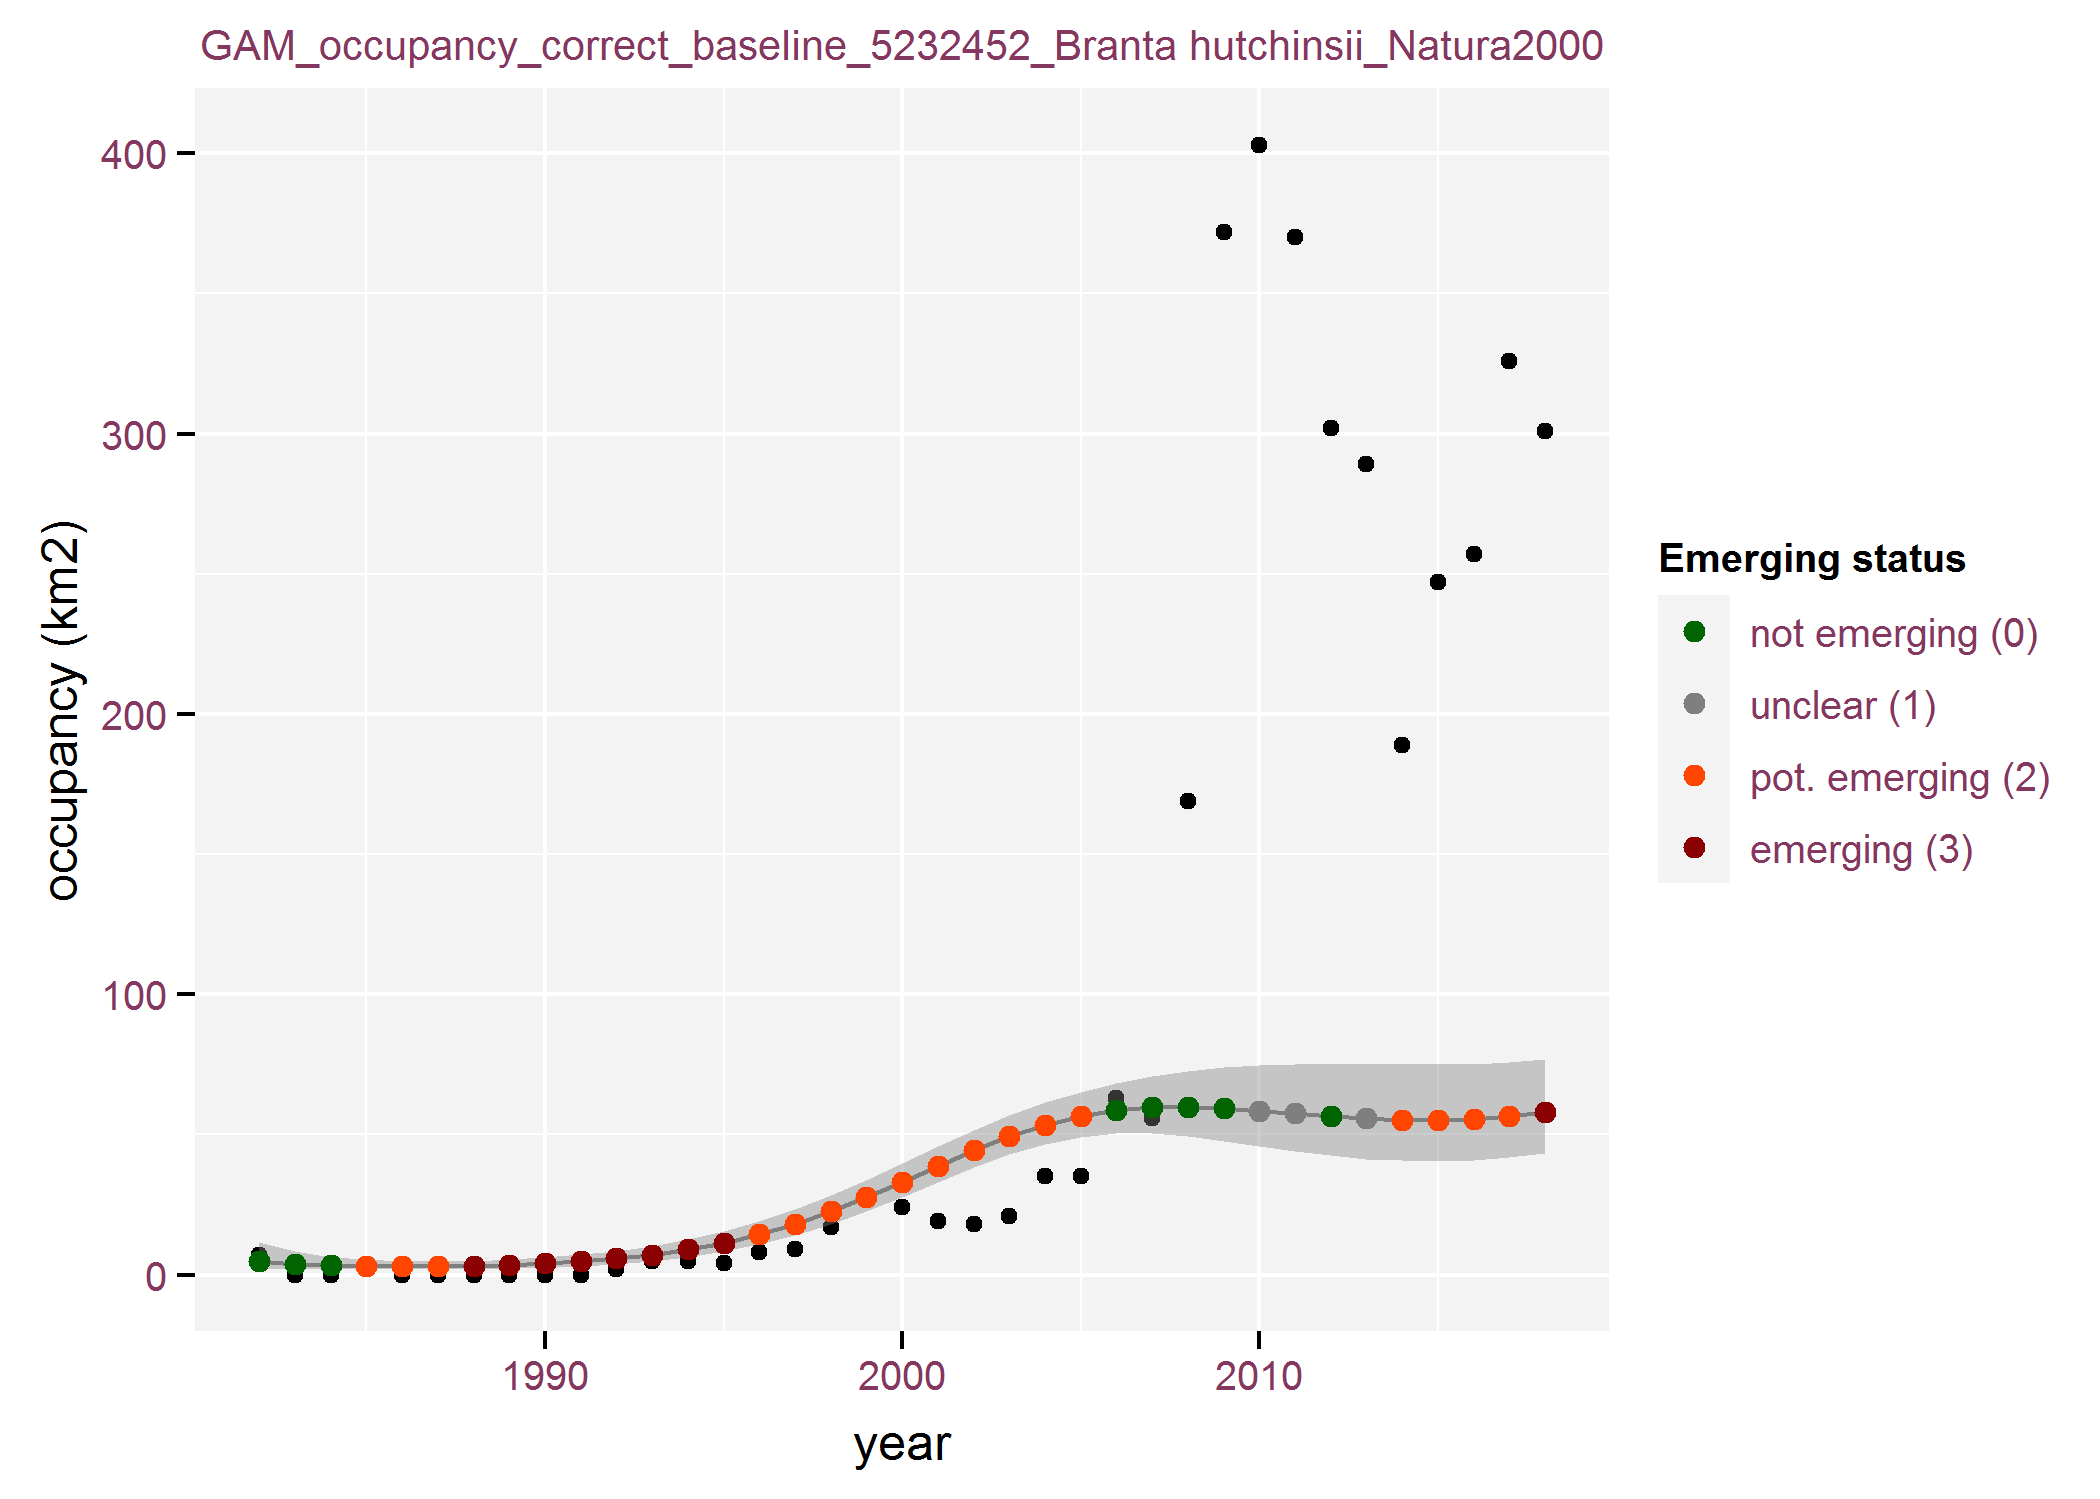 GAM_occupancy_correct_baseline_5232452_Branta hutchinsii_Natura2000
400
300
200
100
0
occupancy (km2)
1990
2000
2010
year
Emerging status
not emerging (0)
unclear (1)
pot. emerging (2)
emerging (3)